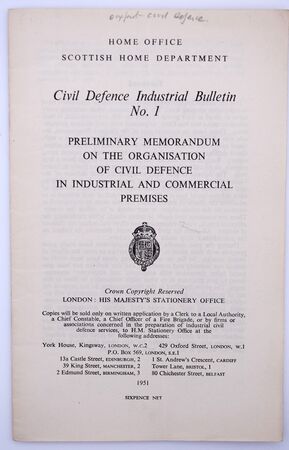 export - civil defence.
HOME OFFICE
SCOTTISH HOME DEPARTMENT
Civil Defence Industrial Bulletin
No. 1
PRELIMINARY MEMORANDUM
ON THE ORGANISATION
OF CIVIL DEFENCE
IN INDUSTRIAL AND COMMERCIAL
PREMISES
Crown Copyright Reserved
LONDON: HIS MAJESTY'S STATIONERY OFFICE
Copies will be sold only on written application by a Clerk to a Local Authority,
a Chief Constable, a Chief Officer of a Fire Brigade, or by firms or
associations concerned in the preparation of industrial civil
defence services, to H.M. Stationery Office at the
following addresses:
York House, Kingsway, LONDON, W.C.2 429 Oxford Street, LONDON, W.1
P.O. Box 569, LONDON, S.E.1
13a Castle Street, EDINBURGH, 2 1 St. Andrew's Crescent, CARDIFF
39 King Street, MANCHESTER, 2 Tower Lane, BRISTOL, 1
2 Edmund Street, BIRMINGHAM, 3 80 Chichester Street, BELFAST
1951
SIXPENCE NET